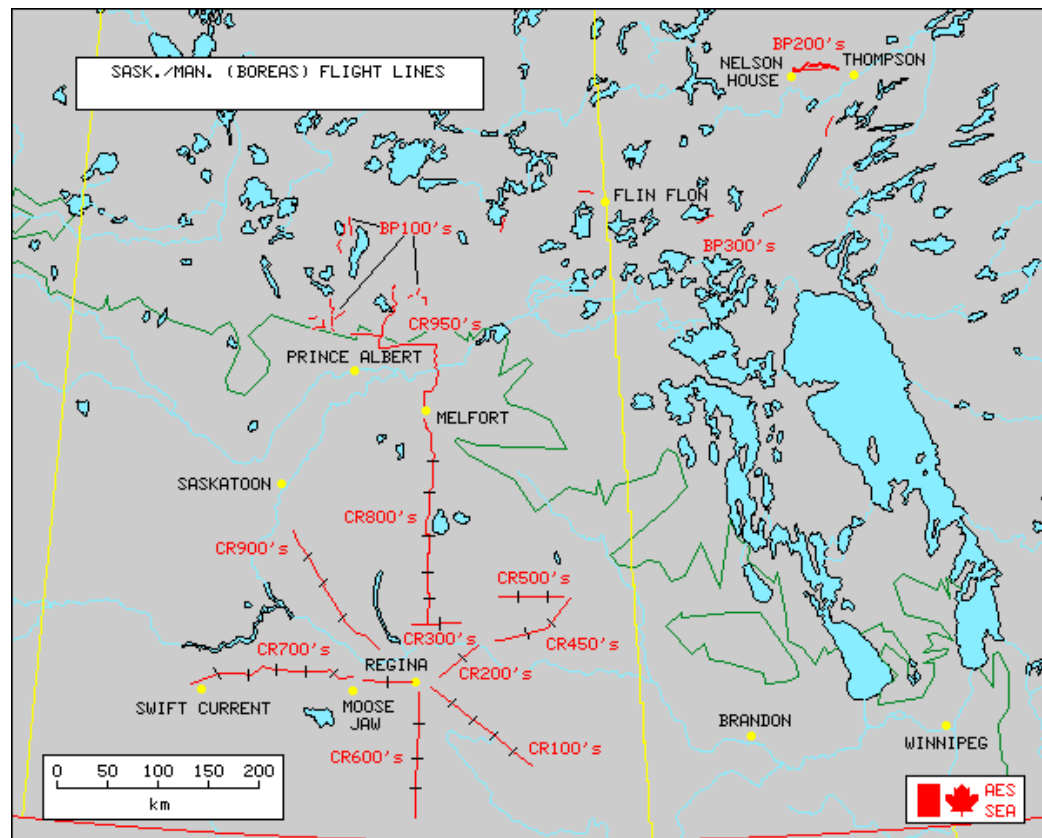 SASK./MAN. (BOREAS) FLIGHT LINES
BP200's
NELSON
HOUSE
THOMPSON
FLIN FLON
BP100's
BP300's
CR950's
PRINCE ALBERT
MELFORT
SASKATOON
CR800's
CR900's
CR500's
CR300's
CR450's
CR700's
REGINA
CR200's
SWIFT CURRENT
MOOSE
JAW
BRANDON
WINNIPEG
CR600's
CR100's
0 50 100 150 200
km
AES
SEA